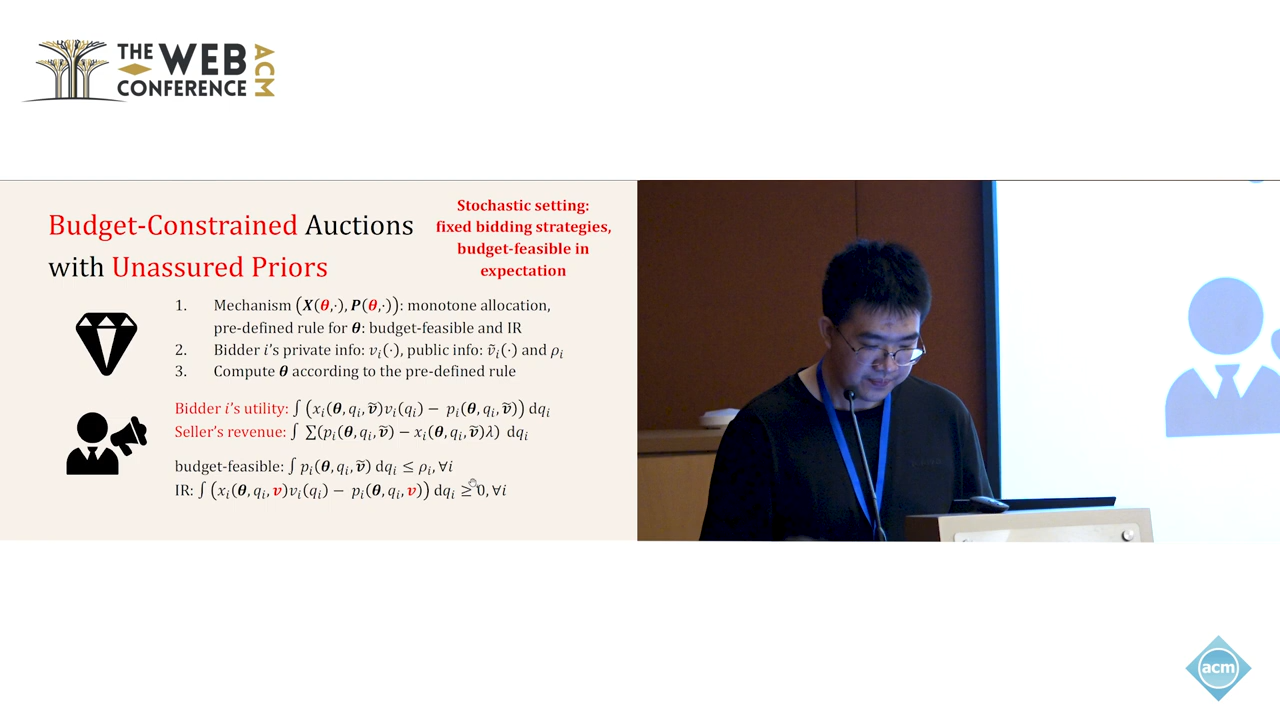 THE WEB
CONFERENCE
ACM
Budget-Constrained Auctions
with Unassured Priors
Stochastic setting:
fixed bidding strategies,
budget-feasible in
expectation
1. Mechanism (X(θ,·), P(θ,·)): monotone allocation,
pre-defined rule for θ: budget-feasible and IR
2. Bidder i's private info: vᵢ(·), public info: ṽᵢ(·) and ρᵢ
3. Compute θ according to the pre-defined rule
Bidder i's utility: ∫ (xᵢ(θ, qᵢ, ṽ)vᵢ(qᵢ) − pᵢ(θ, qᵢ, ṽ)) dqᵢ
Seller's revenue: ∫ ∑(pᵢ(θ, qᵢ, ṽ) − xᵢ(θ, qᵢ, ṽ)λ) dqᵢ
budget-feasible: ∫ pᵢ(θ, qᵢ, ṽ) dqᵢ ≤ ρᵢ, ∀i
IR: ∫ (xᵢ(θ, qᵢ, v)vᵢ(qᵢ) − pᵢ(θ, qᵢ, v)) dqᵢ ≥ 0, ∀i
acm